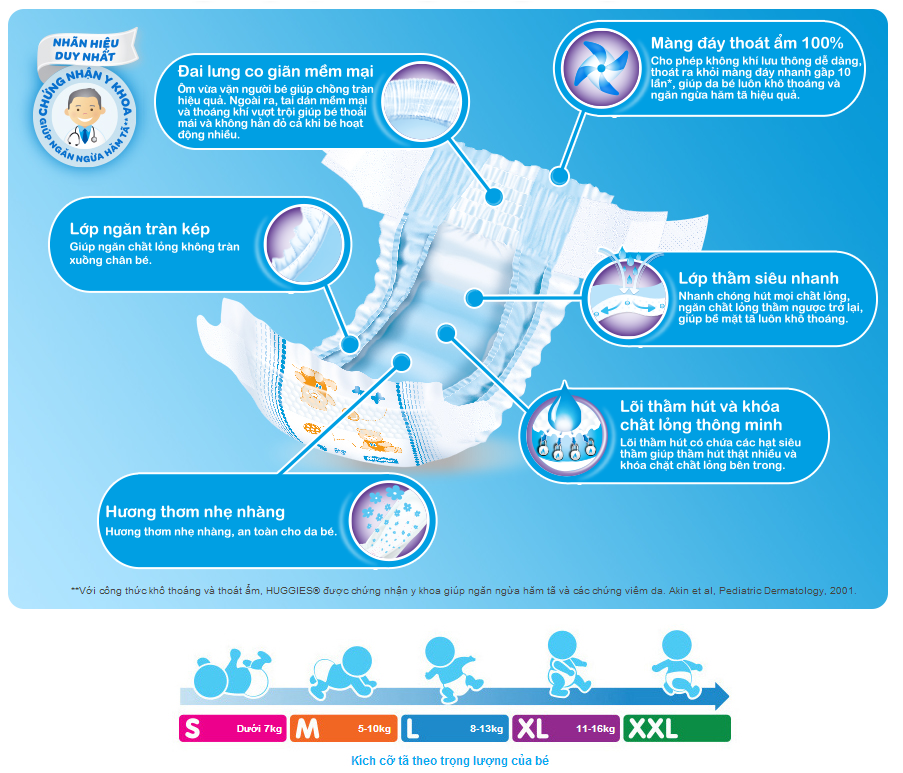 NHÃN HIỆU
DUY NHẤT
CHỨNG NHẬN Y KHOA
GIÚP NGĂN NGỪA HĂM TÃ**
Đai lưng co giãn mềm mại
Ôm vừa vặn người bé giúp chống tràn
hiệu quả. Ngoài ra, tai dán mềm mại
và thoáng khí vượt trội giúp bé thoải
mái và không hằn đỏ cả khi bé hoạt
động nhiều.
Màng đáy thoát ẩm 100%
Cho phép không khí lưu thông dễ dàng,
thoát ra khỏi màng đáy nhanh gấp 10
lần*, giúp da bé luôn khô thoáng và
ngăn ngừa hăm tã hiệu quả.
Lớp ngăn tràn kép
Giúp ngăn chất lỏng không tràn
xuống chân bé.
Lớp thấm siêu nhanh
Nhanh chóng hút mọi chất lỏng,
ngăn chất lỏng thấm ngược trở lại,
giúp bề mặt tã luôn khô thoáng.
Lõi thấm hút và khóa
chất lỏng thông minh
Lõi thấm hút có chứa các hạt siêu
thấm giúp thấm hút thật nhiều và
khóa chặt chất lỏng bên trong.
Hương thơm nhẹ nhàng
Hương thơm nhẹ nhàng, an toàn cho da bé.
**Với công thức khô thoáng và thoát ẩm, HUGGIES® được chứng nhận y khoa giúp ngăn ngừa hăm tã và các chứng viêm da. Akin et al, Pediatric Dermatology, 2001.
S Dưới 7kg M 5-10kg L 8-13kg XL 11-16kg XXL
Kích cỡ tã theo trọng lượng của bé